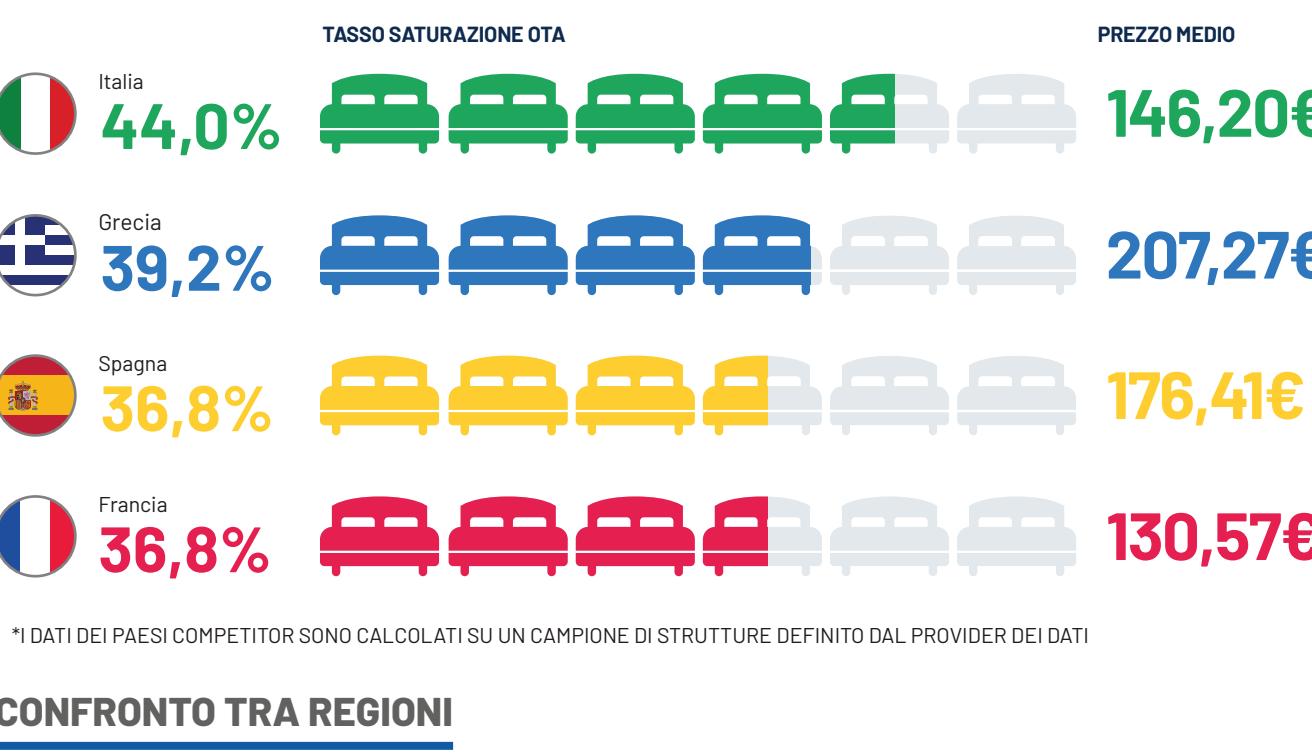 TASSO SATURAZIONE OTA PREZZO MEDIO
Italia
44,0% 146,20€
Grecia
39,2% 207,27€
Spagna
36,8% 176,41€
Francia
36,8% 130,57€
*I DATI DEI PAESI COMPETITOR SONO CALCOLATI SU UN CAMPIONE DI STRUTTURE DEFINITO DAL PROVIDER DEI DATI
CONFRONTO TRA REGIONI